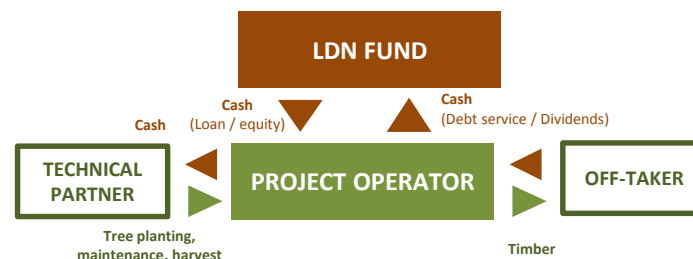 LDN FUND
Cash
(Loan / equity)
Cash
(Debt service / Dividends)
Cash
TECHNICAL
PARTNER
PROJECT OPERATOR
OFF-TAKER
Tree planting,
maintenance, harvest
Timber